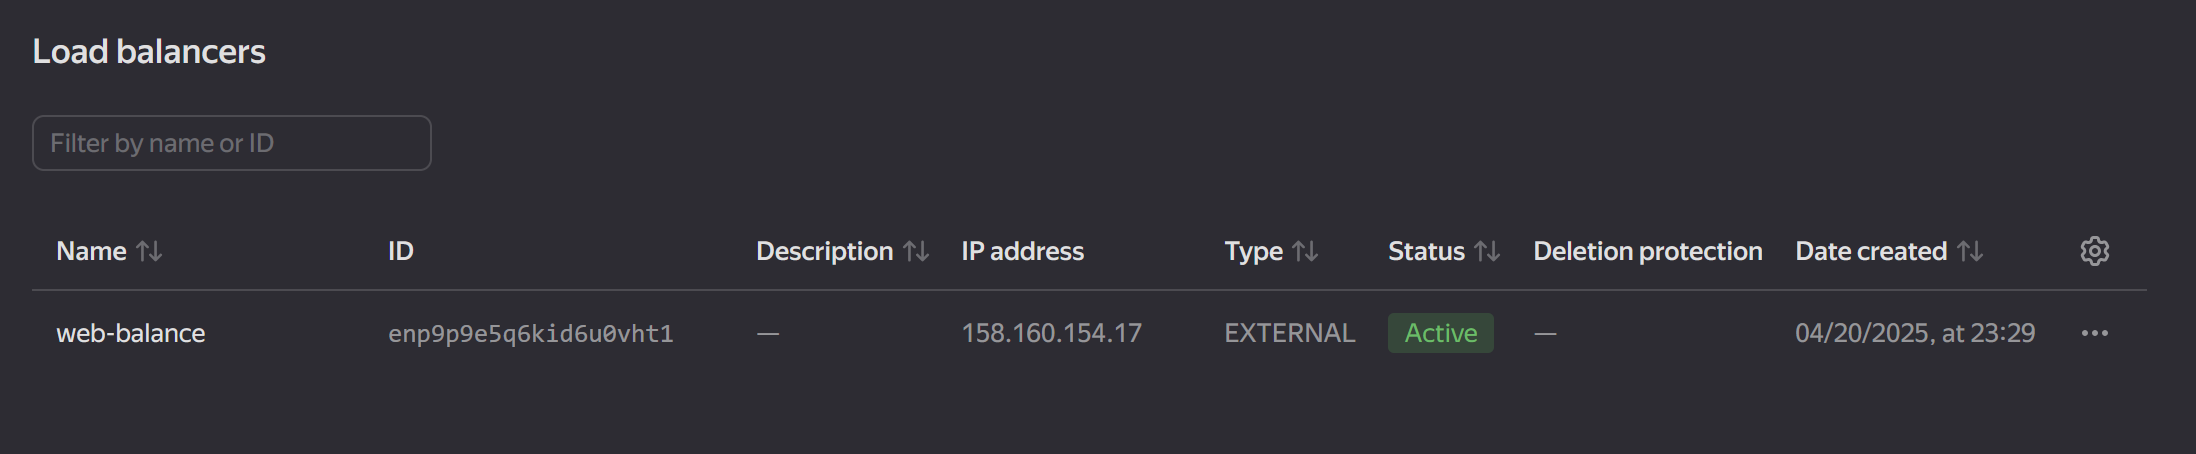 Load balancers
Filter by name or ID
Name ID Description IP address Type Status Deletion protection Date created
web-balance enp9p9e5q6kid6u0vht1 — 158.160.154.17 EXTERNAL Active — 04/20/2025, at 23:29